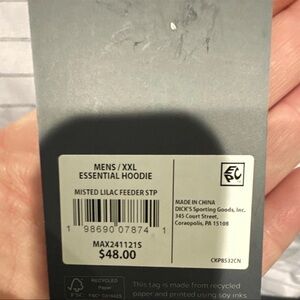 MENS / XXL
ESSENTIAL HOODIE
MISTED LILAC FEEDER STP
1 98690 07874 1
MAX241121S
$48.00
MADE IN CHINA
DICK'S Sporting Goods, Inc.
345 Court Street,
Coraopolis, PA 15108
CKP8532CN
RECYCLED
Paper
This tag is made from recycled
paper and printed using soy inks